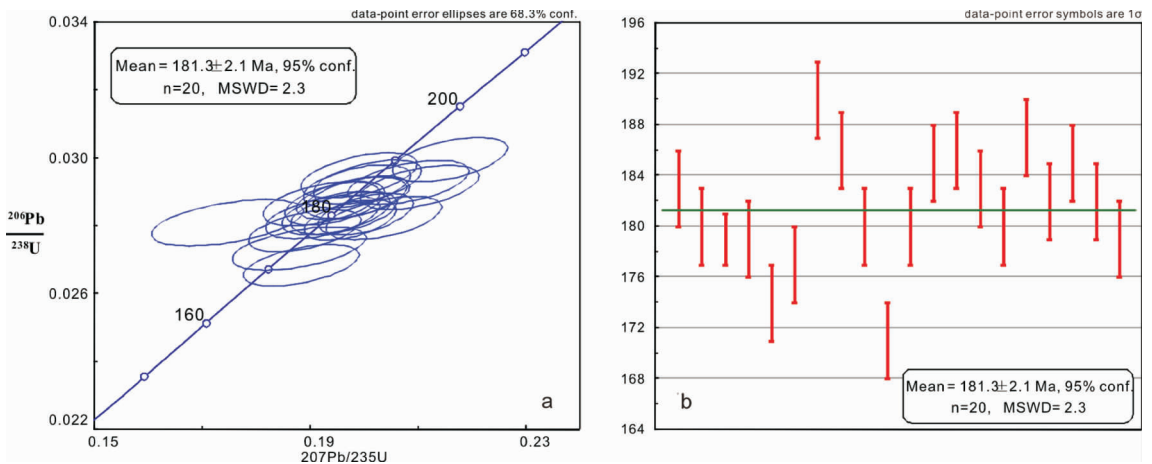 data-point error ellipses are 68.3% conf.
0.034
Mean = 181.3±2.1 Ma, 95% conf.
n=20, MSWD= 2.3
200
0.030
180
206Pb
238U
0.026
160
a
0.022
0.15
0.19
0.23
207Pb/235U
data-point error symbols are 1σ
196
192
188
184
180
176
172
168
164
Mean = 181.3±2.1 Ma, 95% conf.
n=20, MSWD= 2.3
b